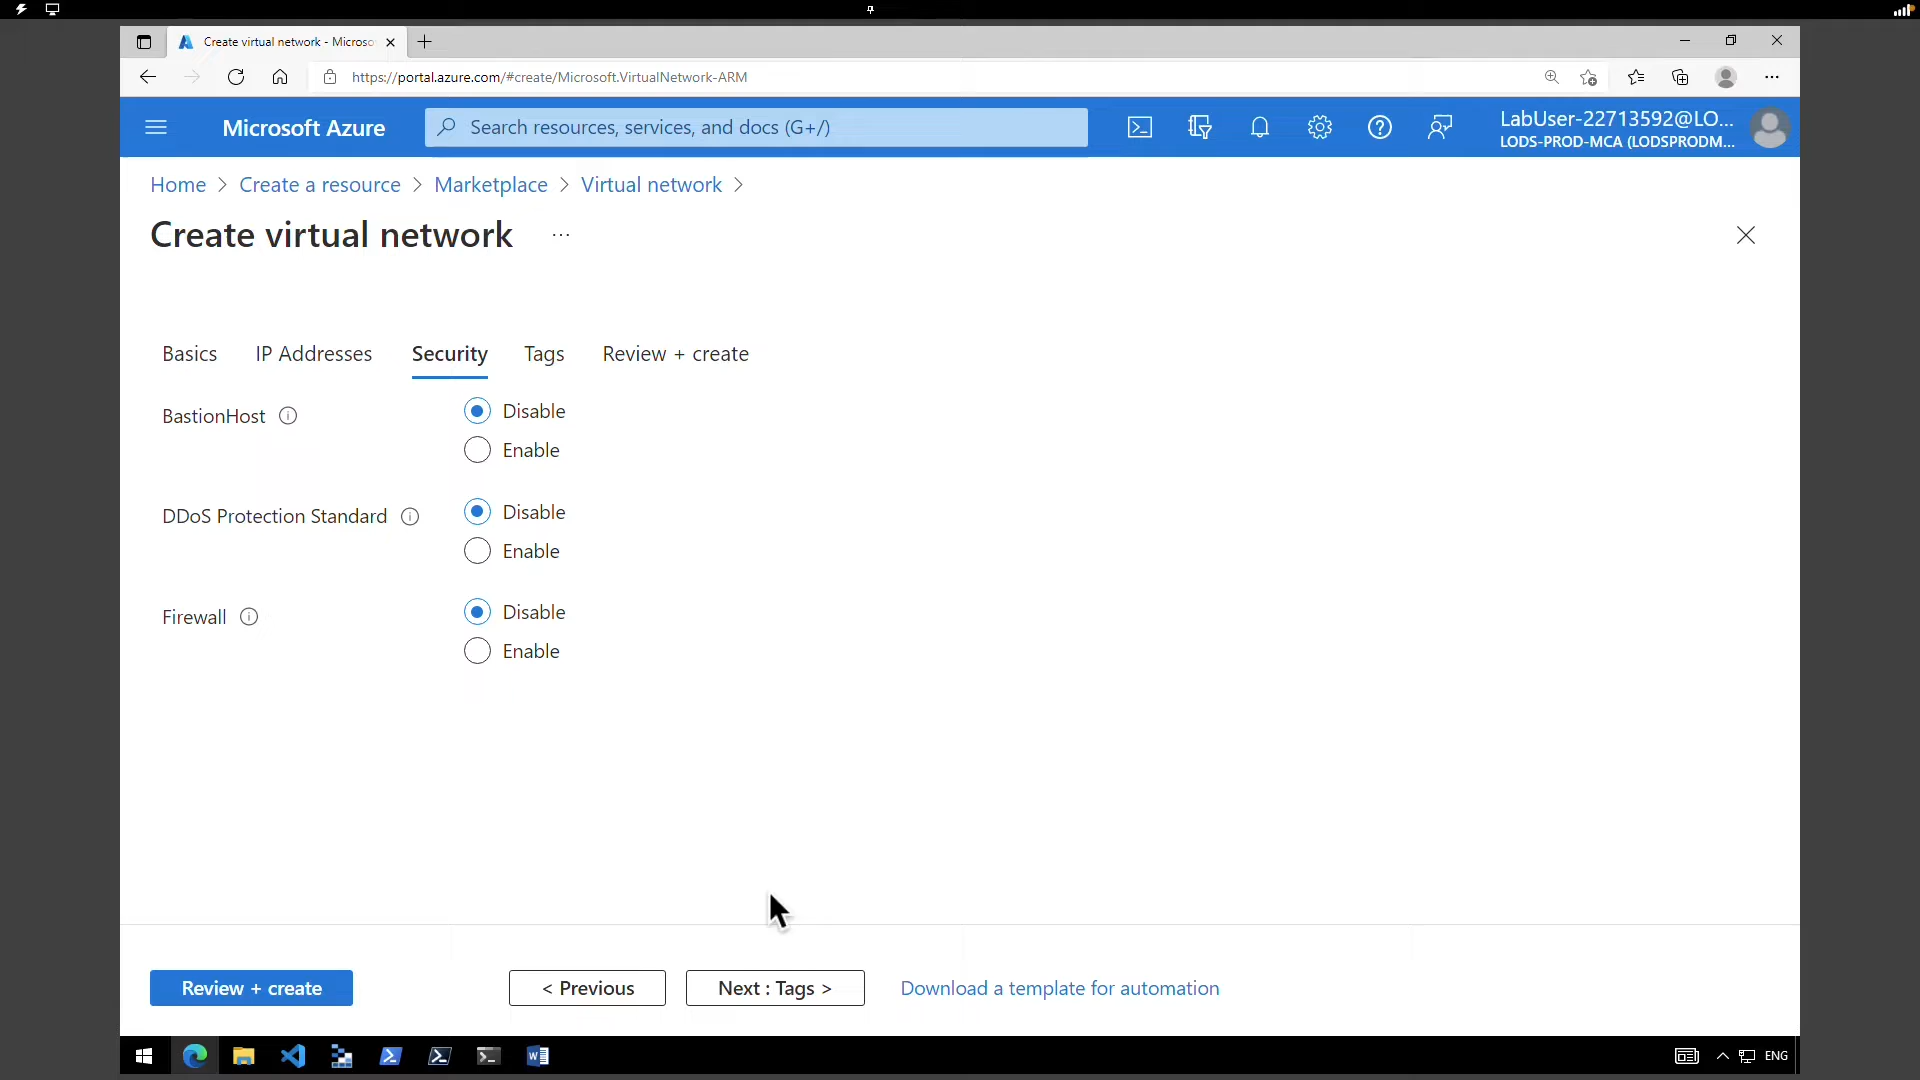 Create virtual network - Microso
https://portal.azure.com/#create/Microsoft.VirtualNetwork-ARM
Microsoft Azure
Search resources, services, and docs (G+/)
LabUser-22713592@LO...
LODS-PROD-MCA (LODSPRODM...
Home > Create a resource > Marketplace > Virtual network >
Create virtual network ...
Basics IP Addresses Security Tags Review + create
BastionHost
Disable
Enable
DDoS Protection Standard
Disable
Enable
Firewall
Disable
Enable
Review + create
< Previous
Next : Tags >
Download a template for automation
ENG